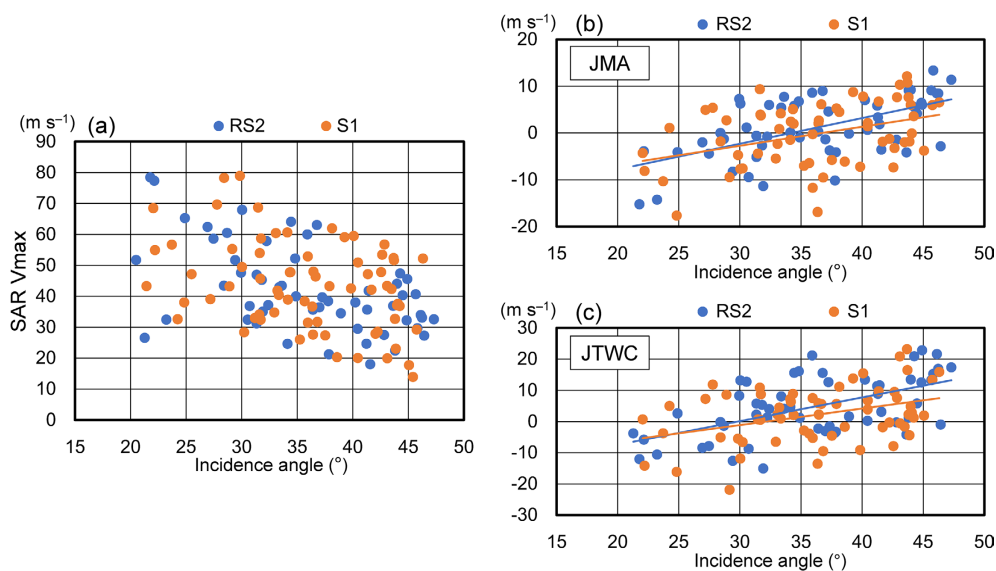 (m s⁻¹) (a) RS2 S1
90
80
70
60
50
40
30
20
10
0
SAR Vmax
15 20 25 30 35 40 45 50
Incidence angle (°)
(m s⁻¹) (b) RS2 S1
JMA
20
10
0
-10
-20
15 20 25 30 35 40 45 50
Incidence angle (°)
(c) RS2 S1
JTWC
30
20
10
0
-10
-20
-30
15 20 25 30 35 40 45 50
Incidence angle (°)